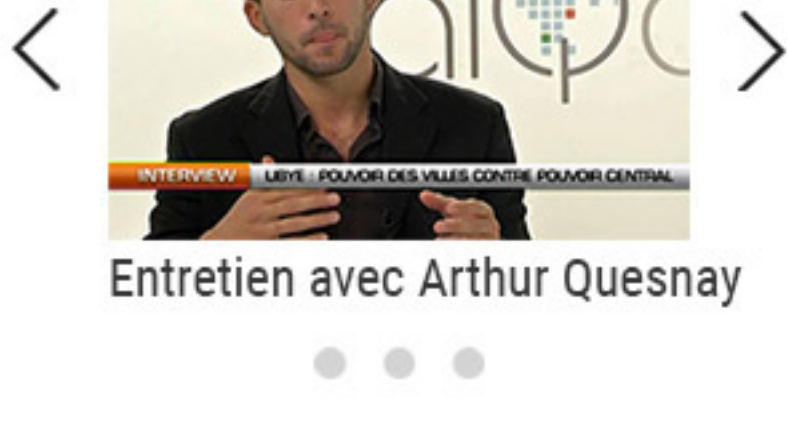 INTERVIEW LIBYE : POUVOIR DES VILLES CONTRE POUVOIR CENTRAL
Entretien avec Arthur Quesnay